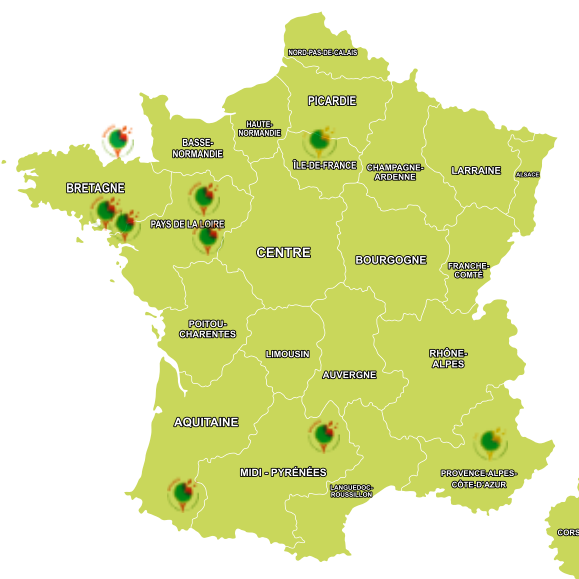 NORD-PAS-DE-CALAIS
PICARDIE
HAUTE-
NORMANDIE
BASSE-
NORMANDIE
ÎLE-DE-FRANCE
CHAMPAGNE-
ARDENNE
LARRAINE
ALSACE
BRETAGNE
PAYS DE LA LOIRE
CENTRE
BOURGOGNE
FRANCHE-
COMTÉ
POITOU-
CHARENTES
LIMOUSIN
AUVERGNE
RHÔNE-
ALPES
AQUITAINE
MIDI - PYRÉNÉES
LANGUEDOC-
ROUSSILLON
PROVENCE-ALPES-
CÔTE-D'AZUR
CORS